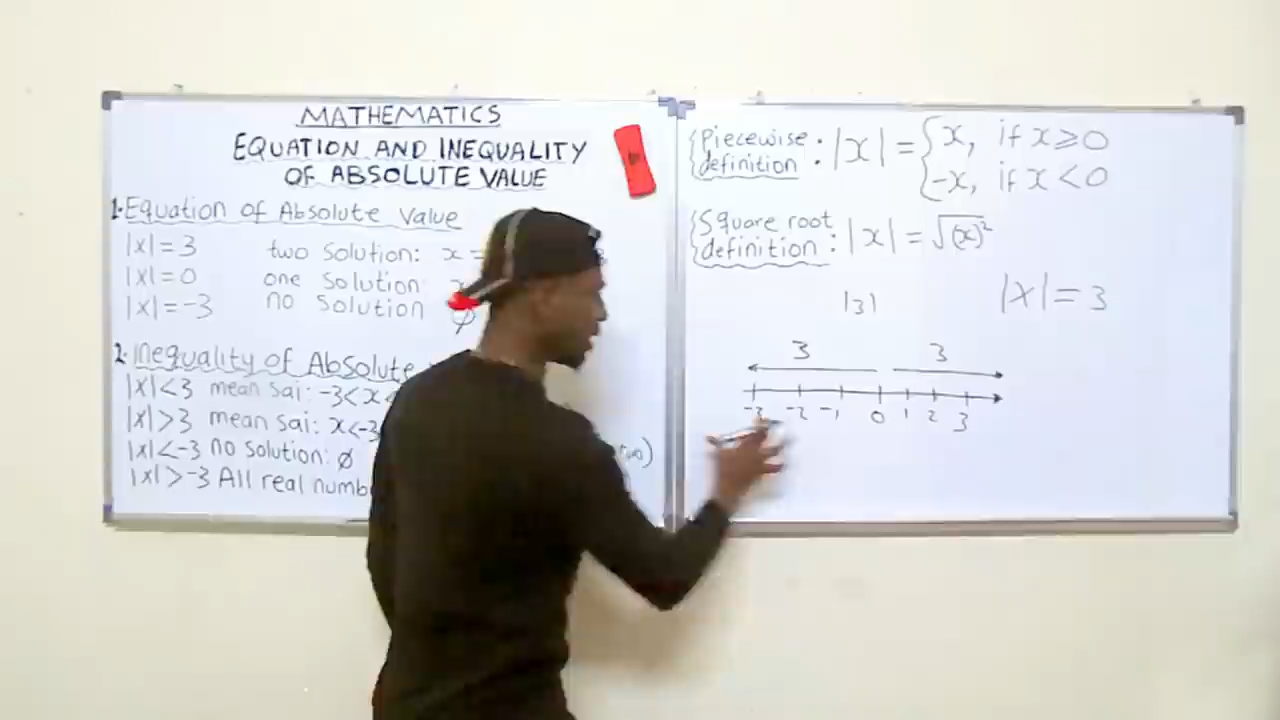 MATHEMATICS
EQUATION AND INEQUALITY
OF ABSOLUTE VALUE
1. Equation of Absolute Value
|x|=3 two solution: x =
|x|=0 one solution
|x|=-3 no solution ∅
2. Inequality of Absolute
|x|<3 mean sai: -3<x<
|x|>3 mean sai: x<-3
|x|<-3 no solution: ∅
|x|>-3 All real numb
Piecewise definition: |x| = { x, if x≥0
-x, if x<0
Square root definition: |x| = √(x)²
|3| |x|=3
3 3
-3 -2 -1 0 1 2 3